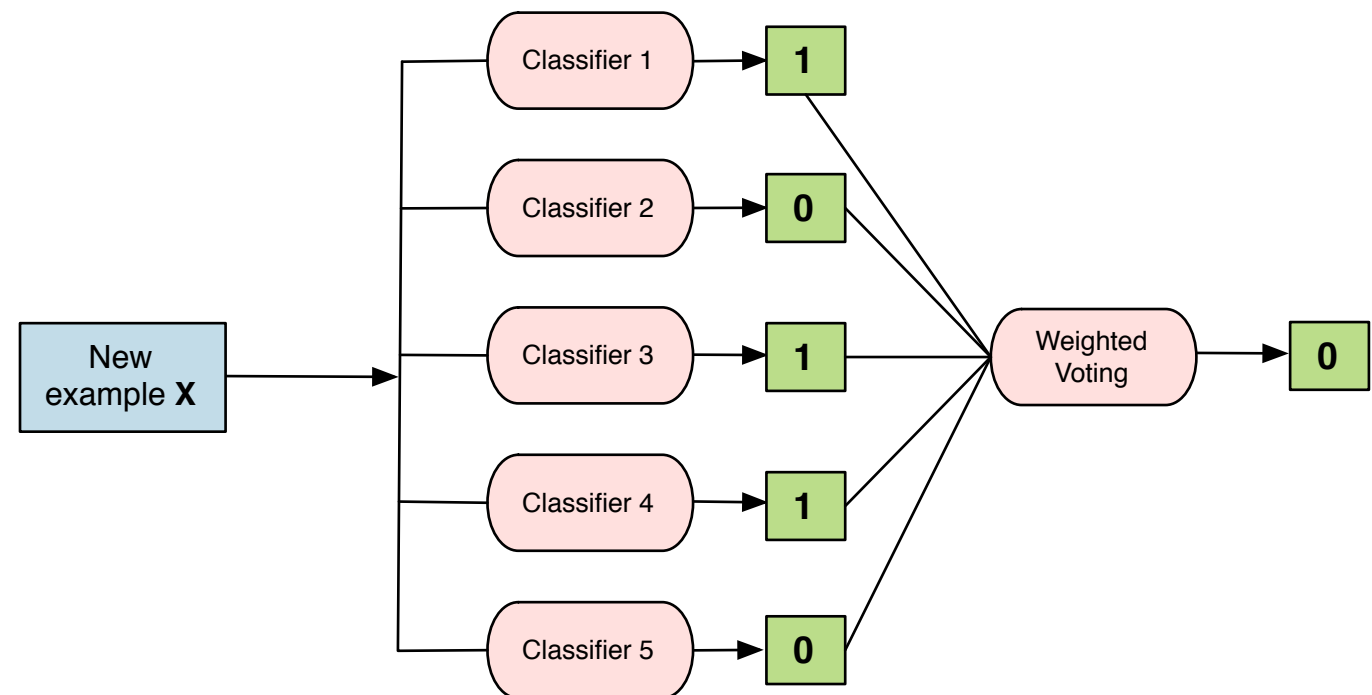 Classifier 1
1
Classifier 2
0
New
example X
Classifier 3
1
Weighted
Voting
0
Classifier 4
1
Classifier 5
0